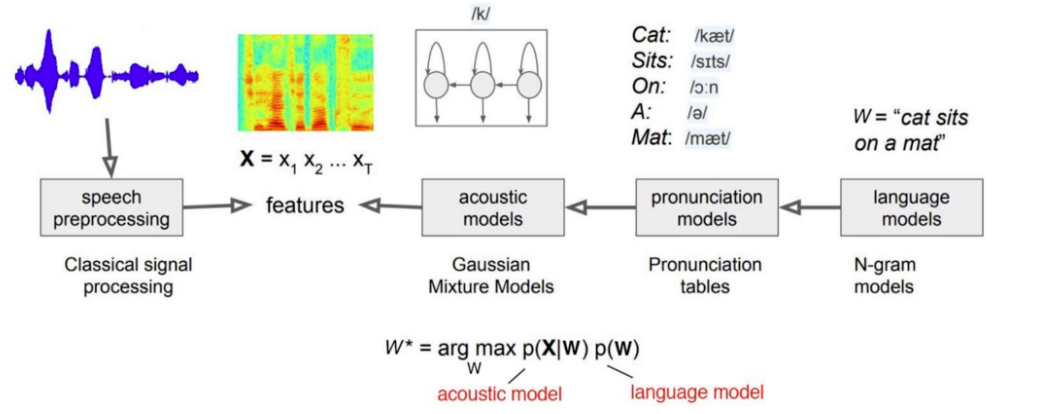 /k/
Cat: /kæt/
Sits: /sɪts/
On: /ɔːn
A: /ə/
Mat: /mæt/
W = “cat sits
on a mat”
X = x1 x2 ... xT
speech
preprocessing
features
acoustic
models
pronunciation
models
language
models
Classical signal
processing
Gaussian
Mixture Models
Pronunciation
tables
N-gram
models
W* = arg max p(X|W) p(W)
W
acoustic model
language model